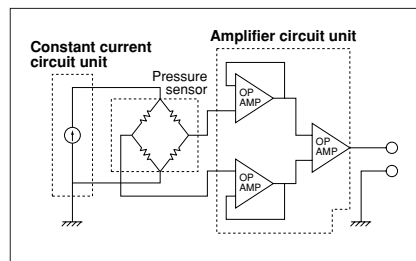 Constant current
circuit unit
Amplifier circuit unit
Pressure
sensor
OP
AMP
OP
AMP
OP
AMP